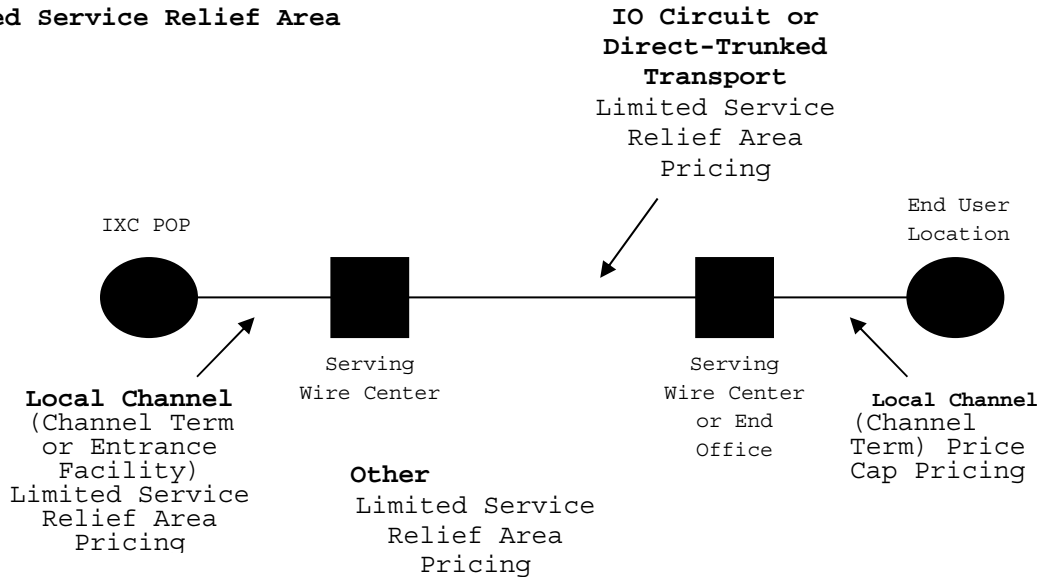 ed Service Relief Area
IO Circuit or
Direct-Trunked
Transport
Limited Service
Relief Area
Pricing
IXC POP
End User
Location
Serving
Wire Center
Serving
Wire Center
or End
Office
Local Channel
(Channel Term
or Entrance
Facility)
Limited Service
Relief Area
Pricing
Other
Limited Service
Relief Area
Pricing
Local Channel
(Channel
Term) Price
Cap Pricing